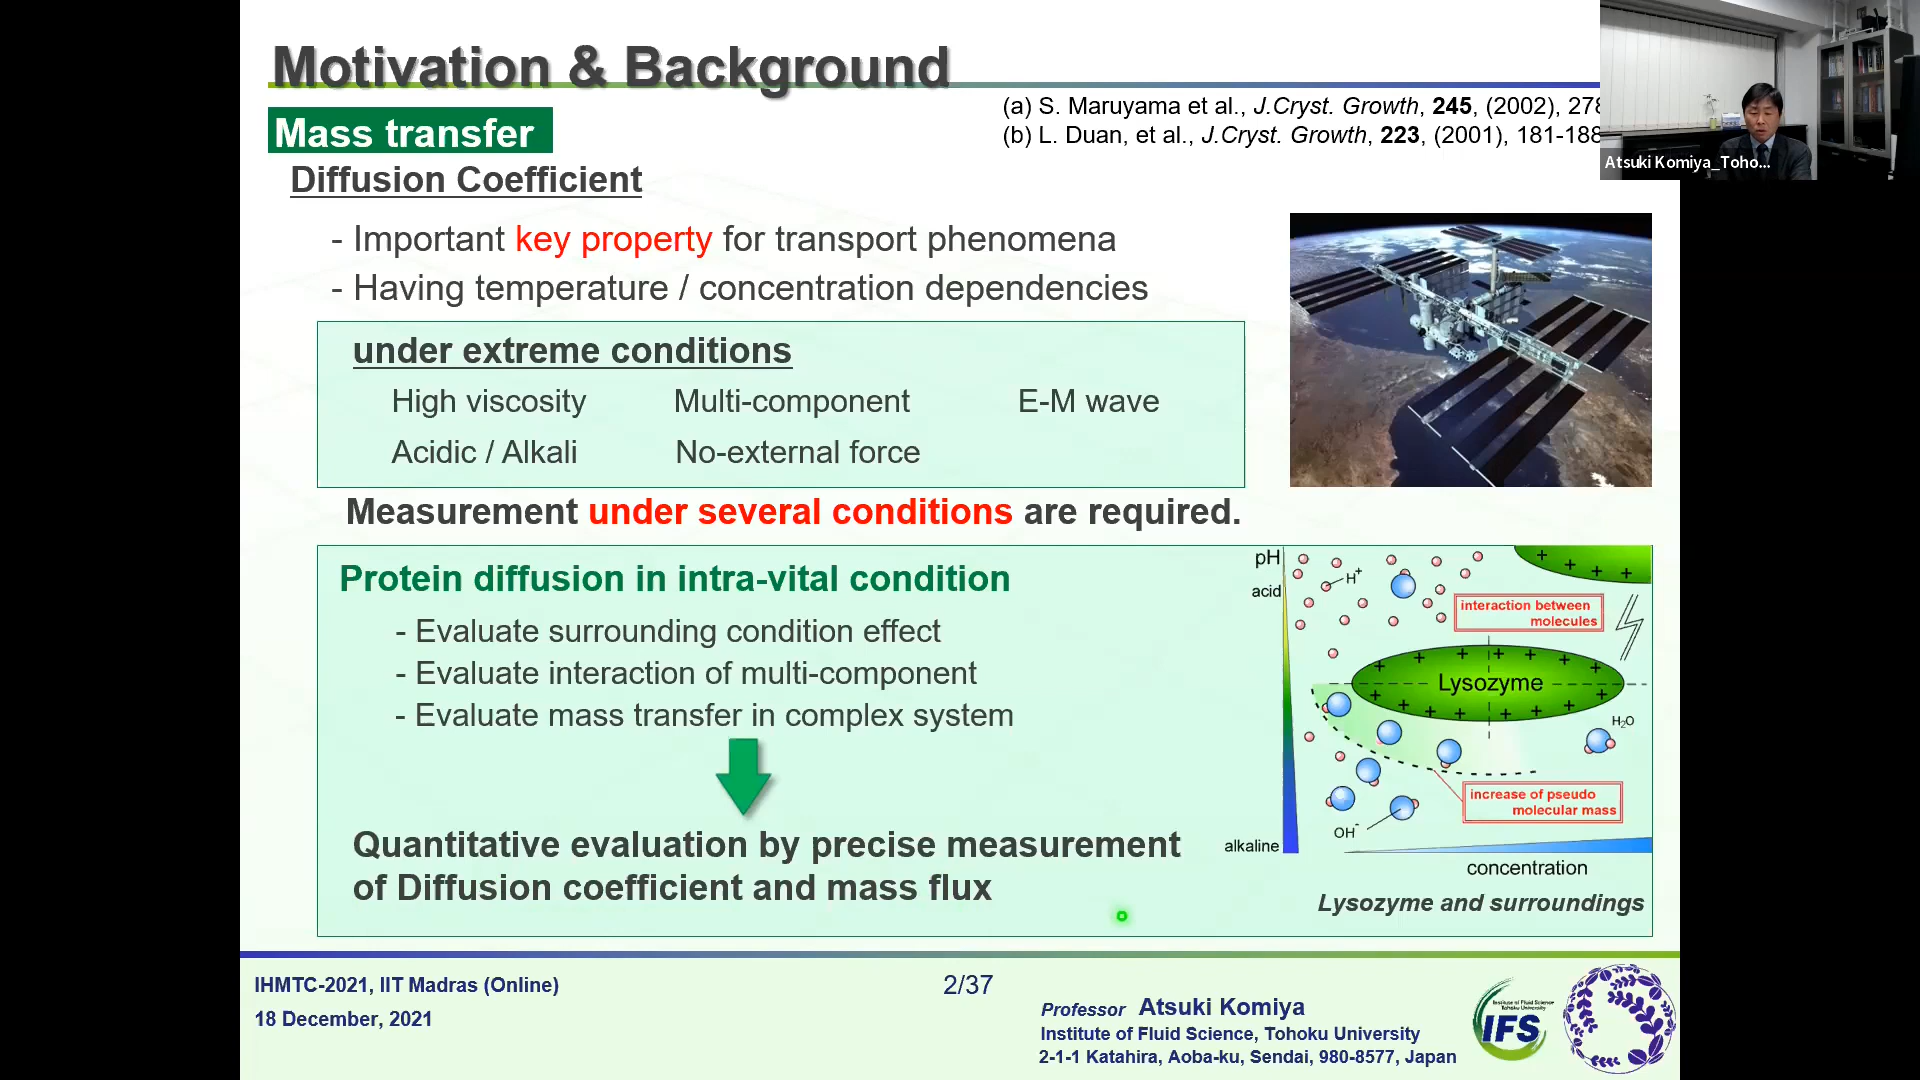 Motivation & Background
Mass transfer
(a) S. Maruyama et al., J.Cryst. Growth, 245, (2002), 278
(b) L. Duan, et al., J.Cryst. Growth, 223, (2001), 181-188
Atsuki Komiya_Toho...
Diffusion Coefficient
- Important key property for transport phenomena
- Having temperature / concentration dependencies
under extreme conditions
High viscosity Multi-component E-M wave
Acidic / Alkali No-external force
Measurement under several conditions are required.
Protein diffusion in intra-vital condition
- Evaluate surrounding condition effect
- Evaluate interaction of multi-component
- Evaluate mass transfer in complex system
Quantitative evaluation by precise measurement
of Diffusion coefficient and mass flux
pH
acid
H+
interaction between
molecules
Lysozyme
H2O
increase of pseudo
molecular mass
OH-
alkaline
concentration
Lysozyme and surroundings
IHMTC-2021, IIT Madras (Online)
18 December, 2021
2/37
Professor Atsuki Komiya
Institute of Fluid Science, Tohoku University
2-1-1 Katahira, Aoba-ku, Sendai, 980-8577, Japan
Institute of Fluid Science
Tohoku University
IFS